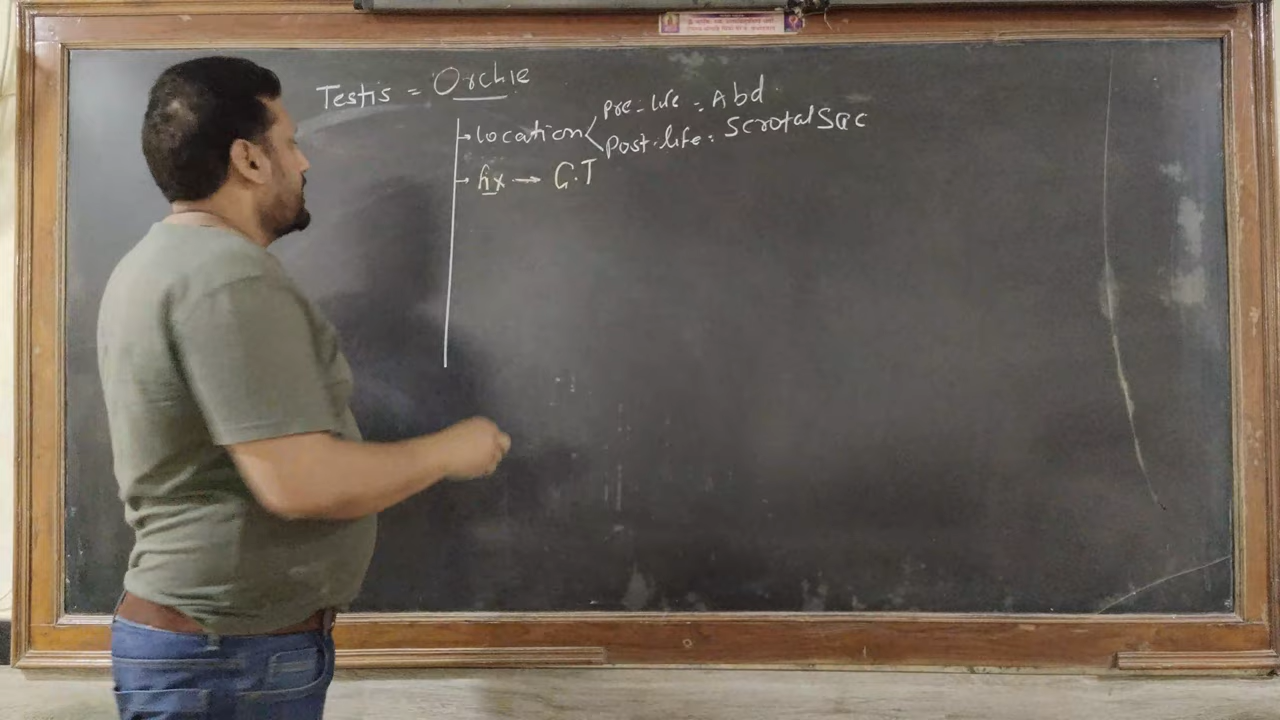 Testis = Orchie
location
Pre-life = Abd
Post-life = Scrotal Sac
hx → G.T